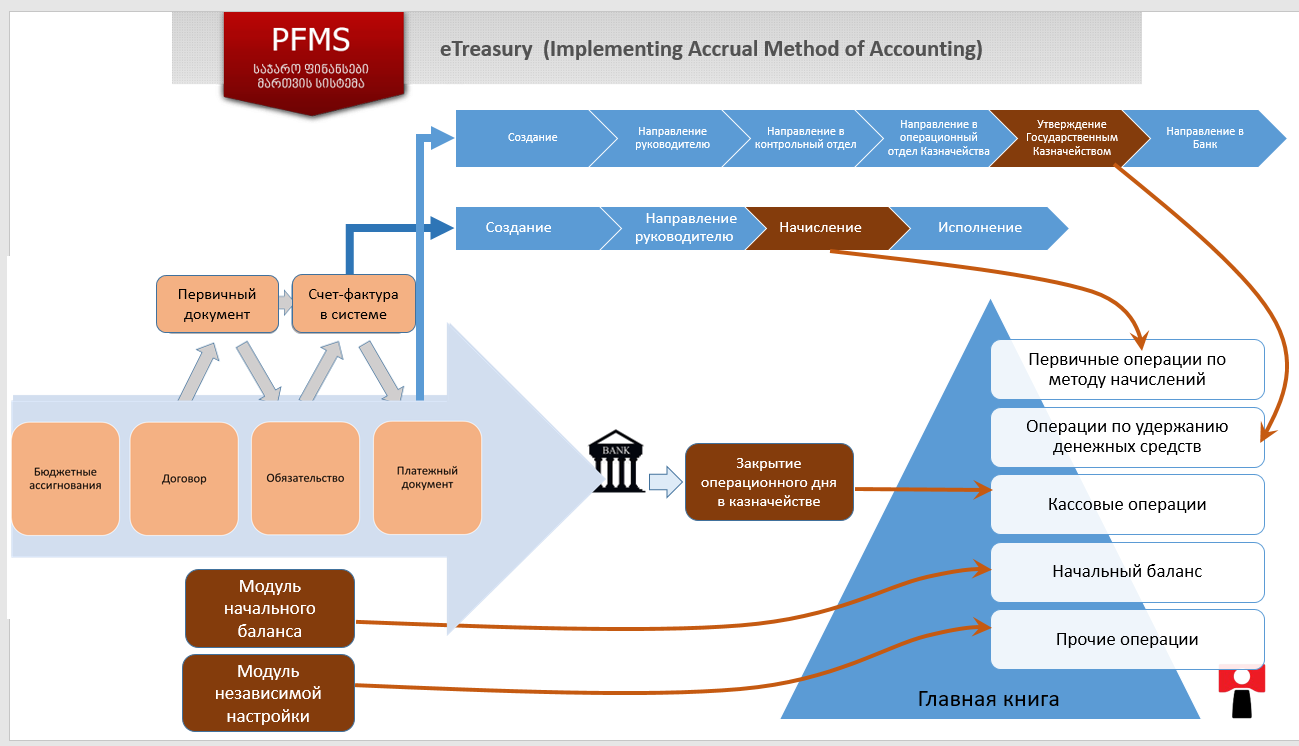 PFMS
საჯარო ფინანსები
მართვის სისტემა
eTreasury (Implementing Accrual Method of Accounting)
Создание
Направление
руководителю
Направление в
контрольный отдел
Направление в
операционный
отдел Казначейства
Утверждение
Государственным
Казначейством
Направление в
Банк
Создание
Направление
руководителю
Начисление
Исполнение
Первичный
документ
Счет-фактура
в системе
Бюджетные
ассигнования
Договор
Обязательство
Платежный
документ
BANK
Закрытие
операционного дня
в казначействе
Первичные операции по
методу начислений
Операции по удержанию
денежных средств
Кассовые операции
Начальный баланс
Прочие операции
Модуль
начального
баланса
Модуль
независимой
настройки
Главная книга